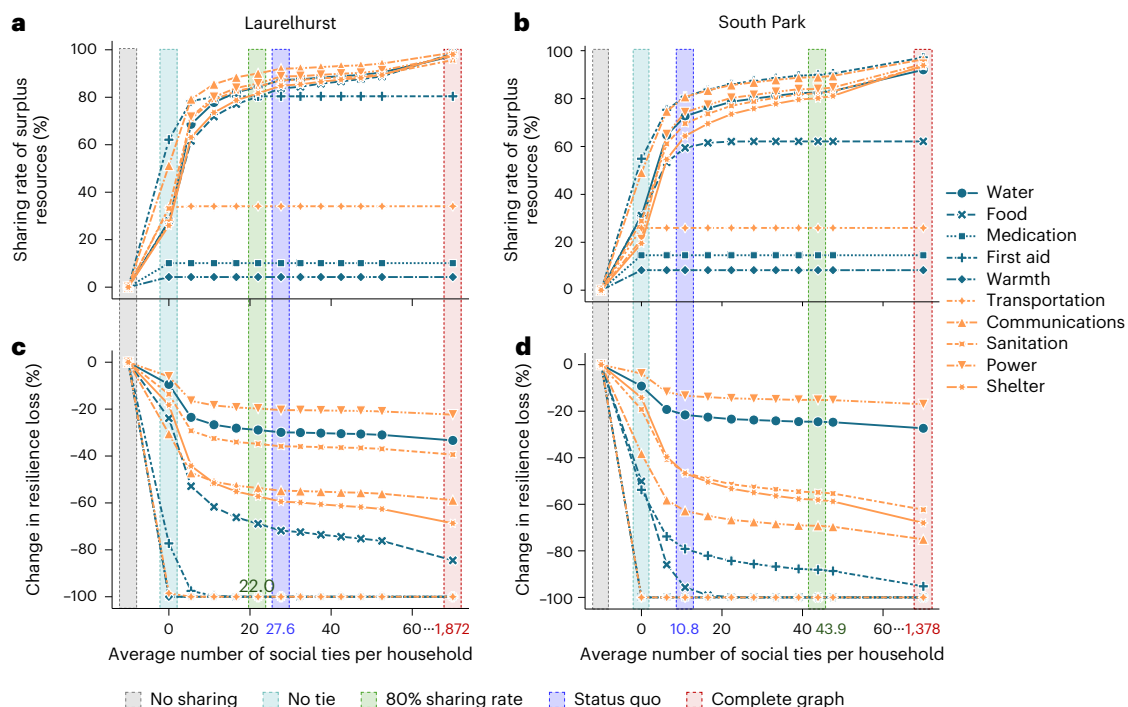 a
Laurelhurst
b
South Park
Sharing rate of surplus
resources (%)
100
80
60
40
20
0
Sharing rate of surplus
resources (%)
100
80
60
40
20
0
Water
Food
Medication
First aid
Warmth
Transportation
Communications
Sanitation
Power
Shelter
c
Change in resilience loss (%)
0
−20
−40
−60
−80
−100
22.0
0 20 27.6 40 60···1,872
Average number of social ties per household
d
Change in resilience loss (%)
0
−20
−40
−60
−80
−100
0 10.8 20 40 43.9 60···1,378
Average number of social ties per household
No sharing No tie 80% sharing rate Status quo Complete graph